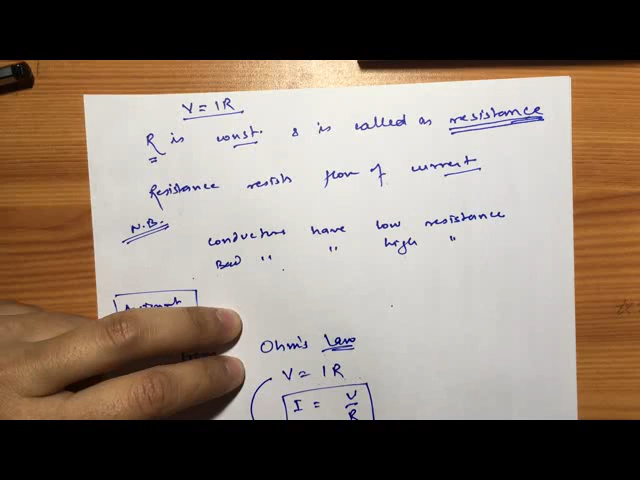 V = IR
R is const. & is called as resistance
Resistance resists flow of current
N.B.
conductors have low resistance
Bad " " high "
Ohm's Law
V = IR
I = V/R